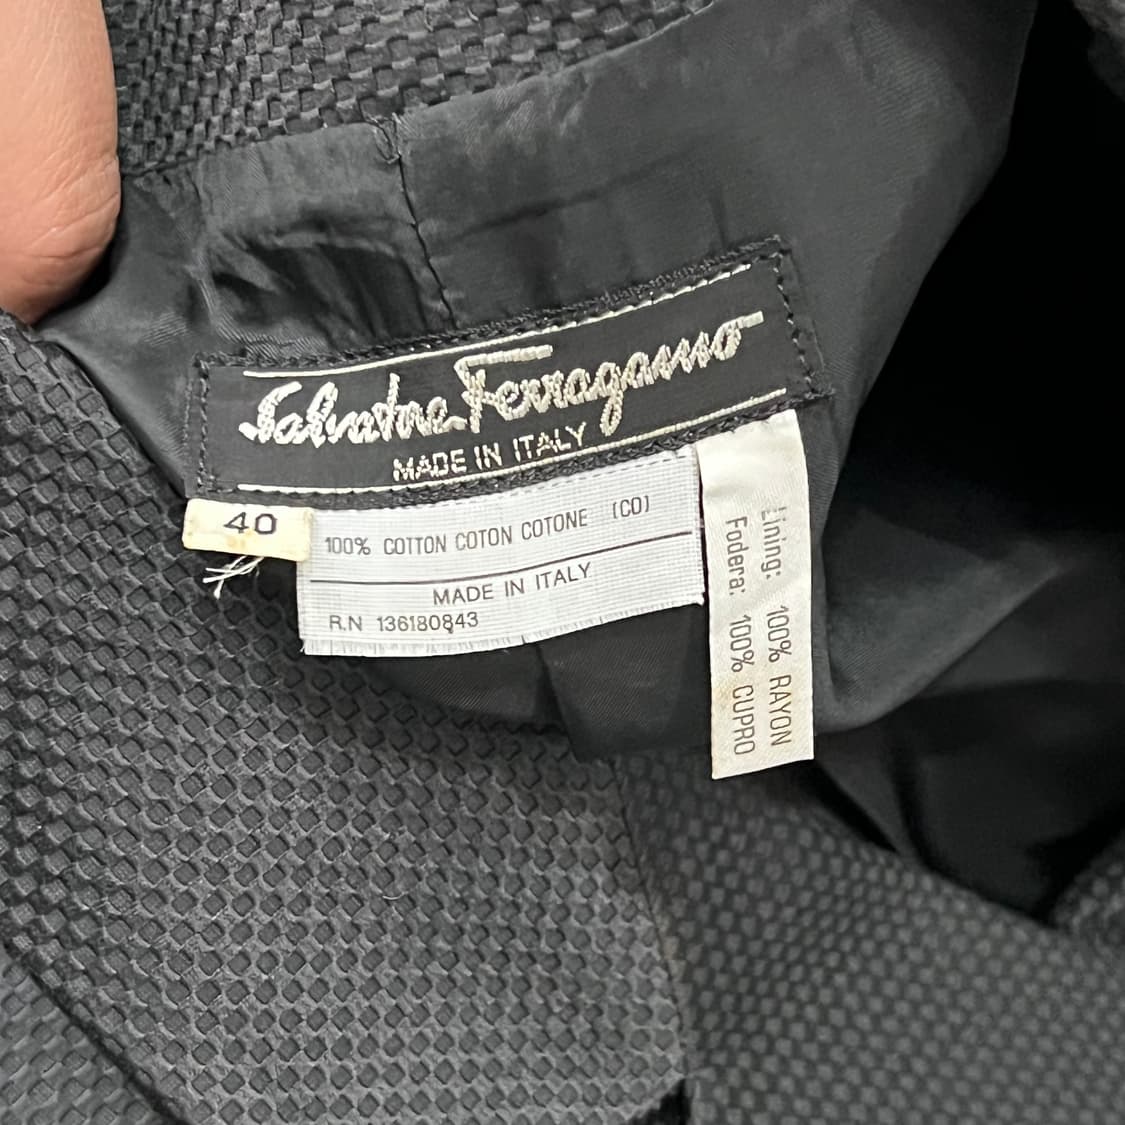 Salvatore Ferragamo
MADE IN ITALY
40
100% COTTON COTON COTONE (CO)
MADE IN ITALY
R.N 136180843
Lining: 100% RAYON
Fodera: 100% CUPRO